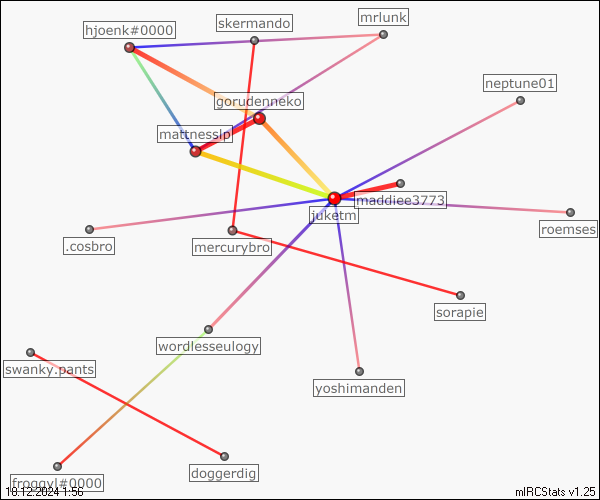 mrlunk
skermando
hjoenk#0000
neptune01
gorudenneko
mattnesslp
maddiee3773
juketm
roemses
.cosbro
mercurybro
sorapie
wordlesseulogy
swanky.pants
yoshimanden
doggerdig
froggyl#0000
10.12.2024 1:56
mIRCStats v1.25